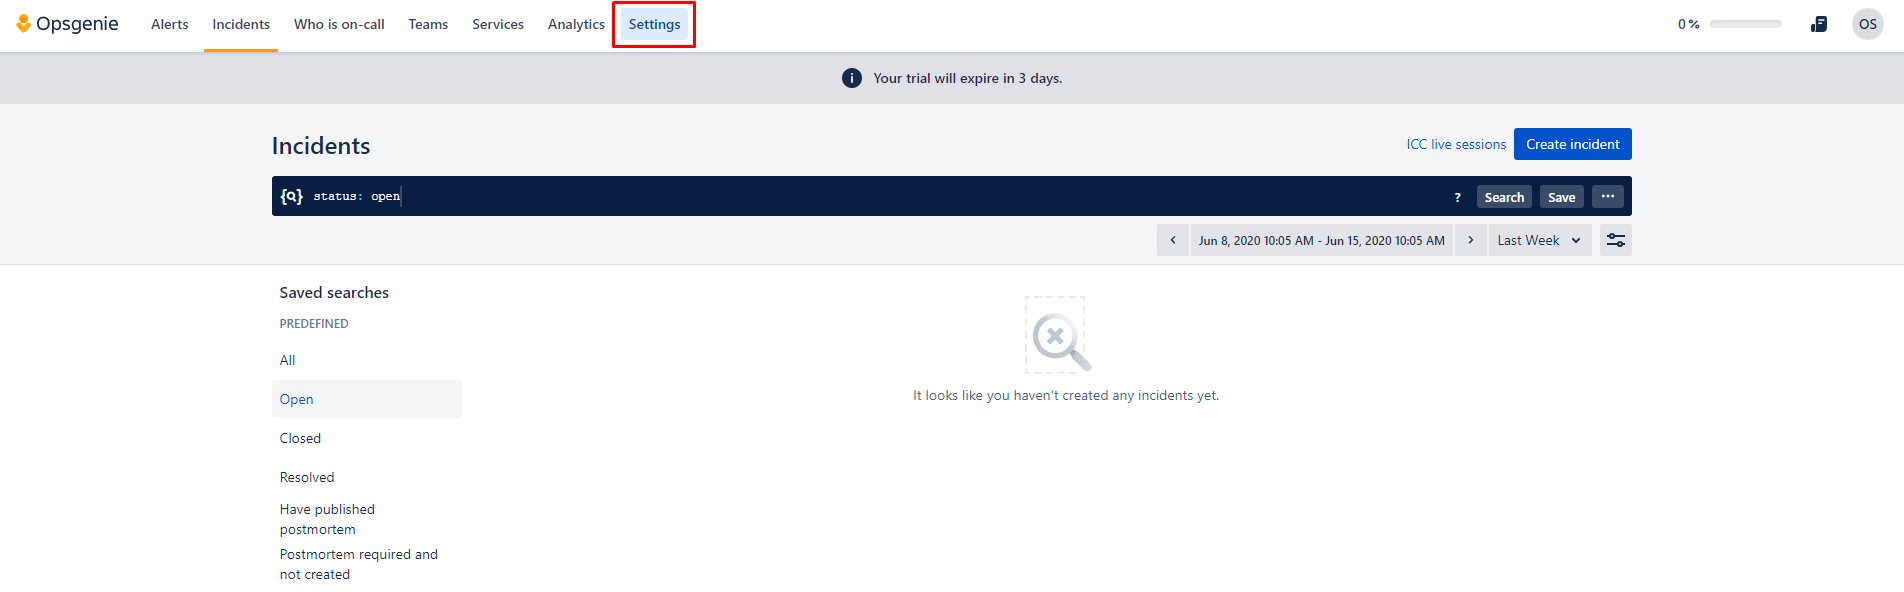 Opsgenie Alerts Incidents Who is on-call Teams Services Analytics Settings 0 % OS
i Your trial will expire in 3 days.
Incidents ICC live sessions Create incident
{Q} status: open ? Search Save ...
< Jun 8, 2020 10:05 AM - Jun 15, 2020 10:05 AM > Last Week
Saved searches
PREDEFINED
All
Open
It looks like you haven't created any incidents yet.
Closed
Resolved
Have published
postmortem
Postmortem required and
not created